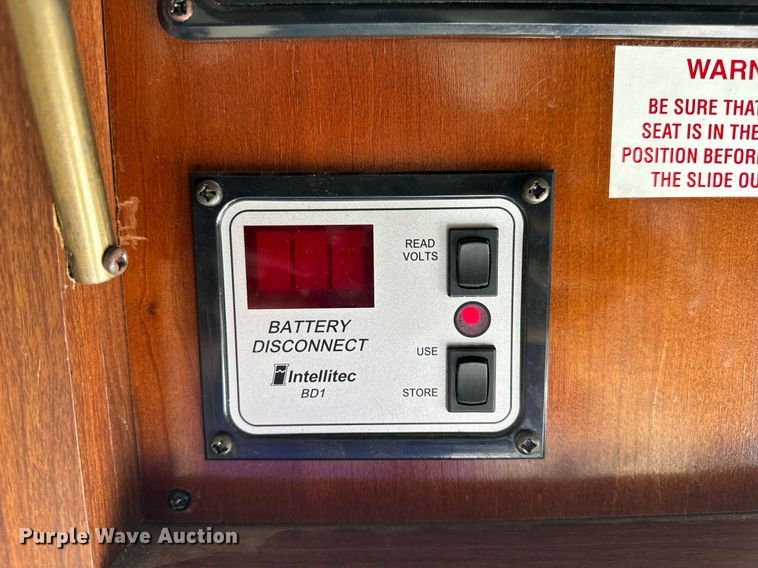 WARN
BE SURE THAT
SEAT IS IN THE
POSITION BEFOR
THE SLIDE OU
READ
VOLTS
BATTERY
DISCONNECT
USE
Intellitec
BD1
STORE
Purple Wave Auction